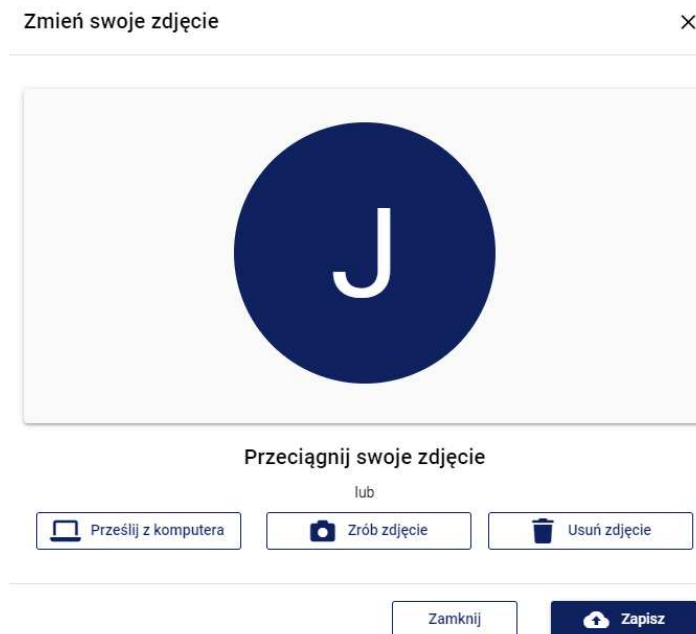 Zmień swoje zdjęcie
J
Przeciągnij swoje zdjęcie
lub
Prześlij z komputera
Zrób zdjęcie
Usuń zdjęcie
Zamknij
Zapisz